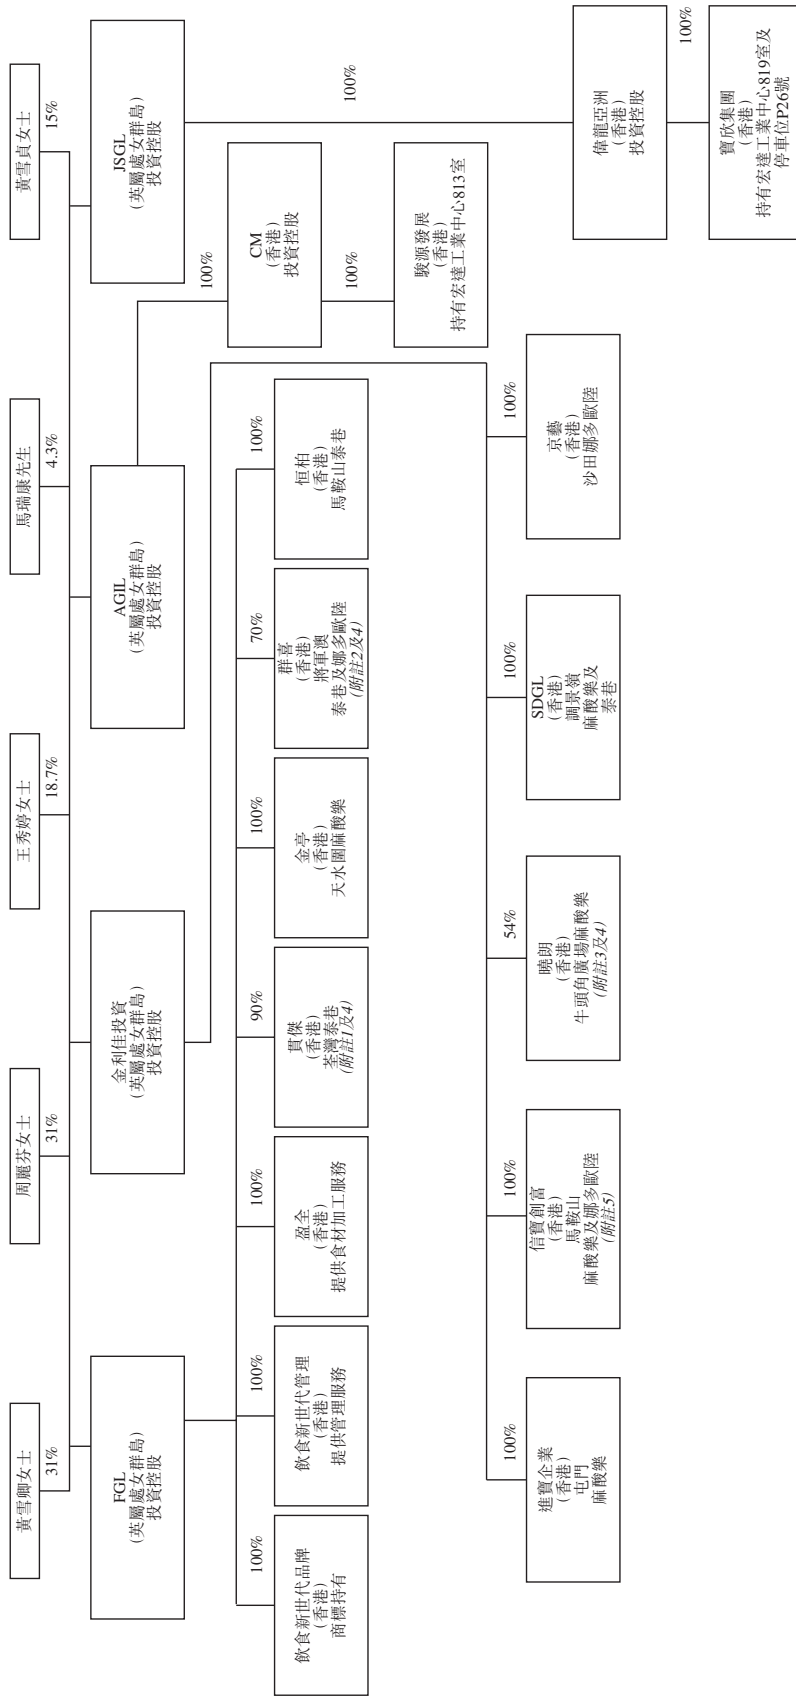 黃雪卿女士
31%
周麗芬女士
31%
王秀婷女士
18.7%
馬瑞康先生
4.3%
黃雪貞女士
15%
FGL
(英屬處女群島)
投資控股
金利佳投資
(英屬處女群島)
投資控股
AGIL
(英屬處女群島)
投資控股
JSGL
(英屬處女群島)
投資控股
100%
CM
(香港)
投資控股
100%
駿源發展
(香港)
持有宏達工業中心813室
100%
100%
飲食新世代品牌
(香港)
商標持有
100%
飲食新世代管理
(香港)
提供管理服務
100%
盈全
(香港)
提供食材加工服務
90%
貫傑
(香港)
荃灣泰巷
(附註1及4)
100%
金亭
(香港)
天水圍麻酸樂
70%
群喜
(香港)
將軍澳
泰巷及娜多歐陸
(附註2及4)
100%
恒柏
(香港)
馬鞍山泰巷
100%
進寶企業
(香港)
屯門
麻酸樂
100%
信寶創富
(香港)
馬鞍山
麻酸樂及娜多歐陸
(附註5)
54%
曉朗
(香港)
牛頭角廣場麻酸樂
(附註3及4)
100%
SDGL
(香港)
調景嶺
麻酸樂及
泰巷
100%
京藝
(香港)
沙田娜多歐陸
偉龍亞洲
(香港)
投資控股
100%
寶欣集團
(香港)
持有宏達工業中心819室及
停車位P26號